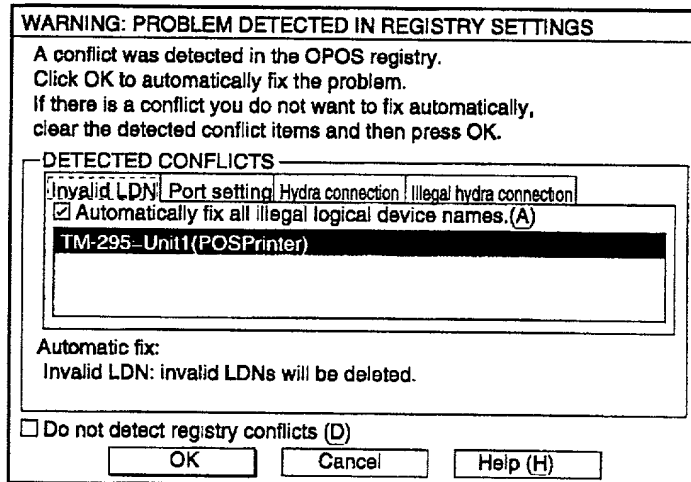 WARNING: PROBLEM DETECTED IN REGISTRY SETTINGS
A conflict was detected in the OPOS registry.
Click OK to automatically fix the problem.
If there is a conflict you do not want to fix automatically,
clear the detected conflict items and then press OK.
DETECTED CONFLICTS
Invalid LDN Port setting Hydra connection Illegal hydra connection
Automatically fix all illegal logical device names.(A)
TM-295=Unit1(POSPrinter)
Automatic fix:
Invalid LDN: invalid LDNs will be deleted.
Do not detect registry conflicts (D)
OK Cancel Help (H)